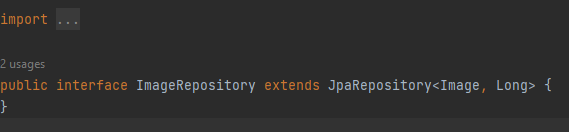 import ...
2 usages
public interface ImageRepository extends JpaRepository<Image, Long> {
}